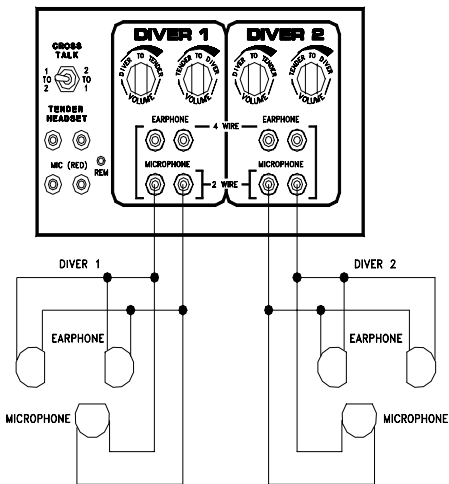 DIVER 1
DIVER 2
CROSS
TALK
1
TO
2
2
TO
1
DIVER TO TENDER
VOLUME
TENDER TO DIVER
VOLUME
DIVER TO TENDER
VOLUME
TENDER TO DIVER
VOLUME
TENDER
HEADSET
MIC (RED)
REM
EARPHONE
4 WIRE
EARPHONE
MICROPHONE
2 WIRE
MICROPHONE
DIVER 1
DIVER 2
EARPHONE
EARPHONE
MICROPHONE
MICROPHONE